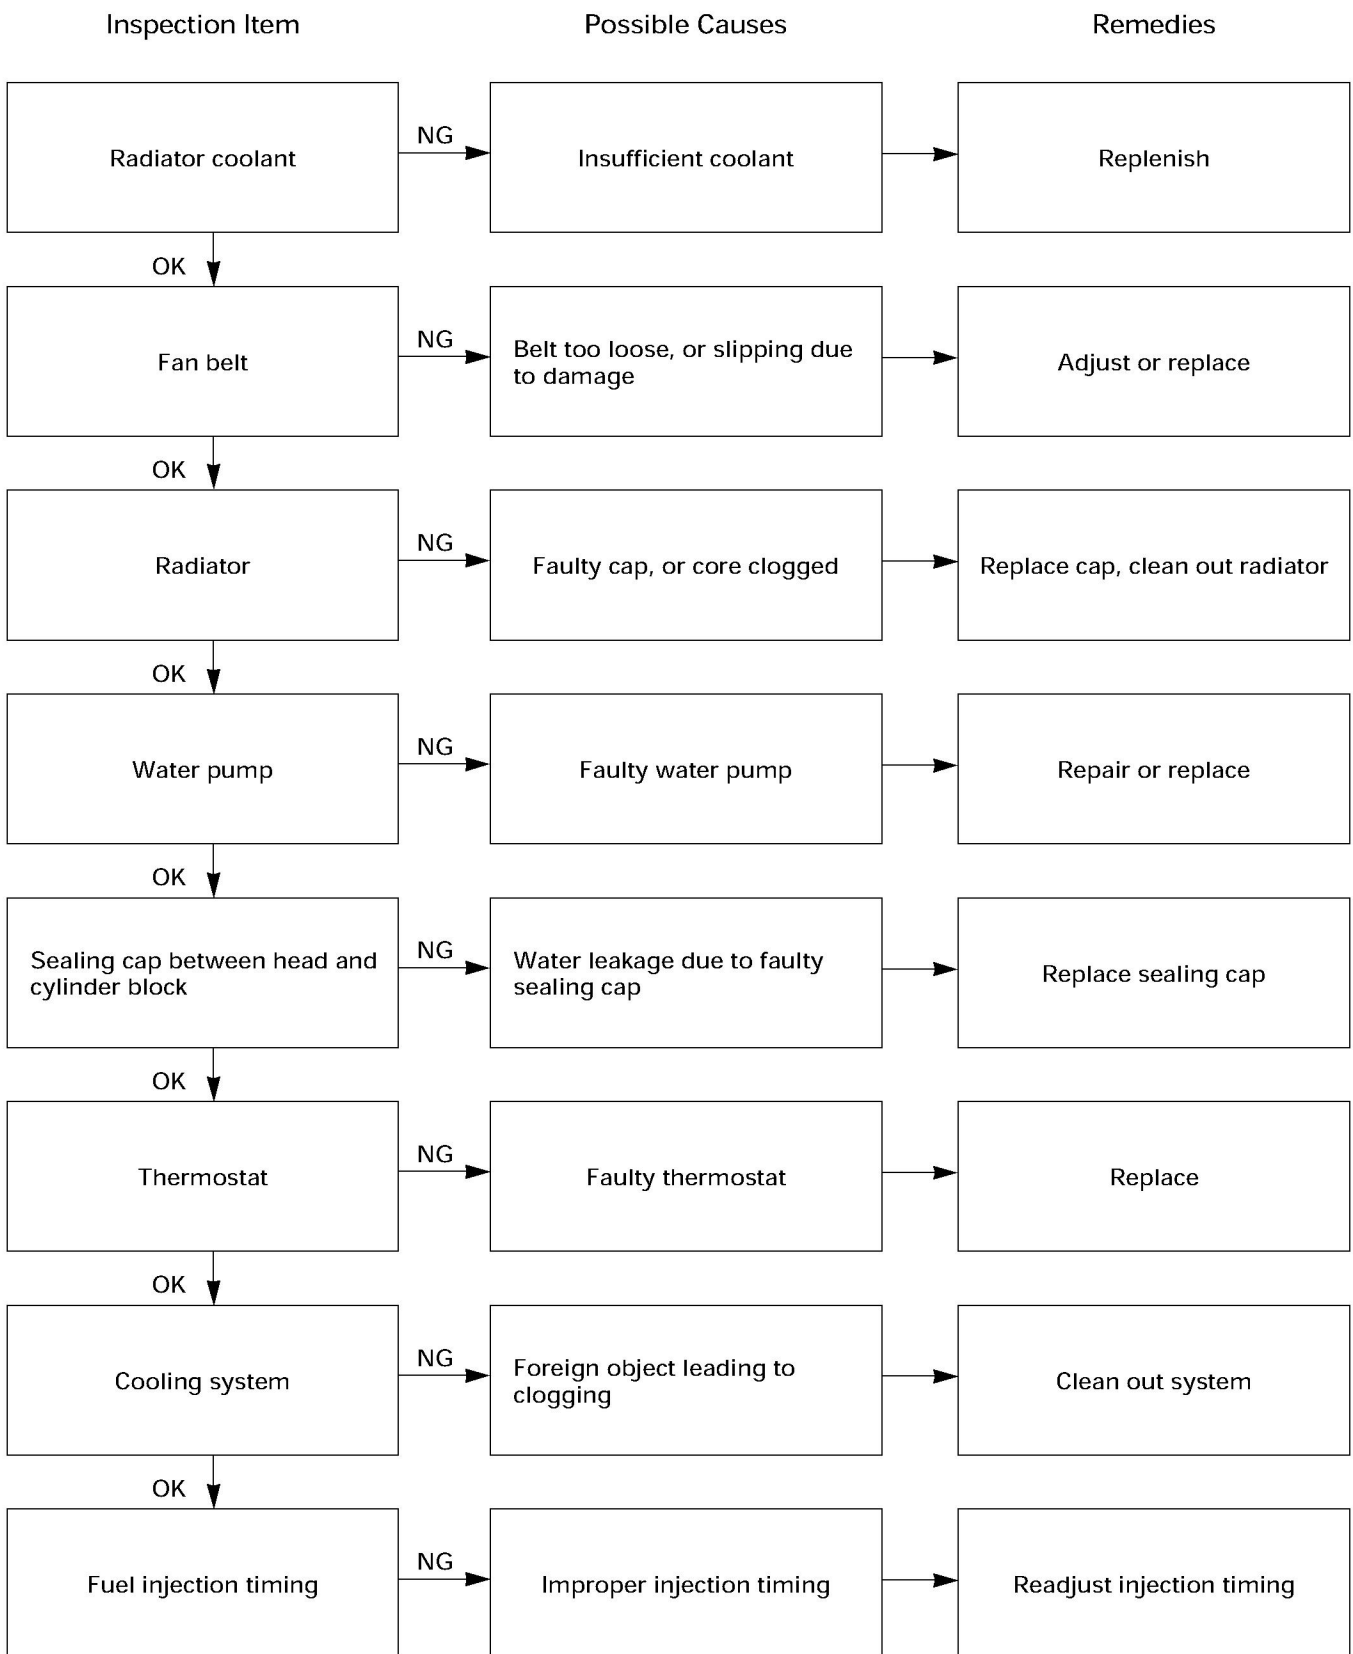 Inspection Item
Possible Causes
Remedies
Radiator coolant
NG
Insufficient coolant
Replenish
OK
Fan belt
NG
Belt too loose, or slipping due
to damage
Adjust or replace
OK
Radiator
NG
Faulty cap, or core clogged
Replace cap, clean out radiator
OK
Water pump
NG
Faulty water pump
Repair or replace
OK
Sealing cap between head and
cylinder block
NG
Water leakage due to faulty
sealing cap
Replace sealing cap
OK
Thermostat
NG
Faulty thermostat
Replace
OK
Cooling system
NG
Foreign object leading to
clogging
Clean out system
OK
Fuel injection timing
NG
Improper injection timing
Readjust injection timing